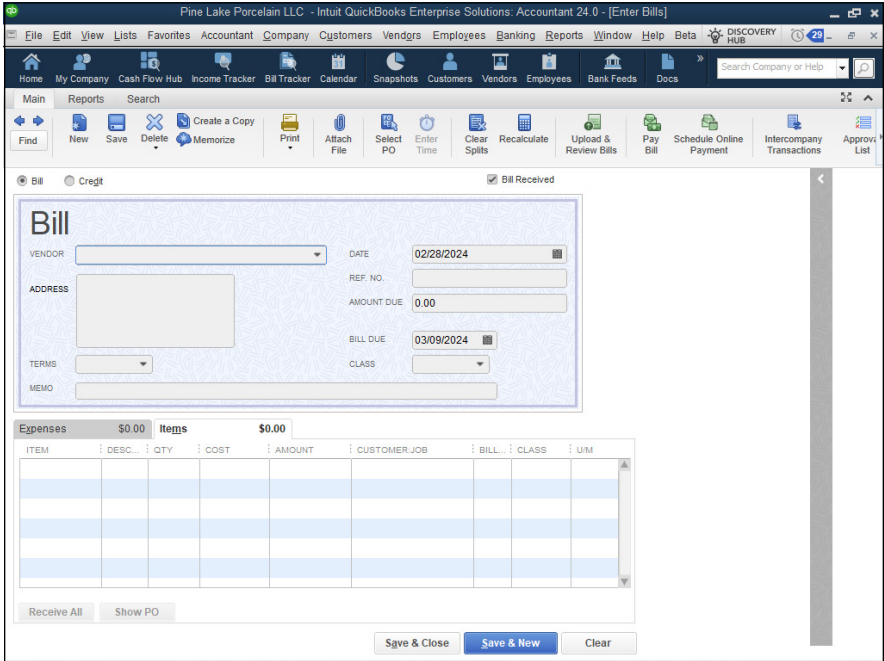 qb Pine Lake Porcelain LLC - Intuit QuickBooks Enterprise Solutions: Accountant 24.0 - [Enter Bills]
File Edit View Lists Favorites Accountant Company Customers Vendors Employees Banking Reports Window Help Beta DISCOVERY HUB 29
31
Home My Company Cash Flow Hub Income Tracker Bill Tracker Calendar Snapshots Customers Vendors Employees Bank Feeds Docs » Search Company or Help
Main Reports Search
Find New Save Delete Create a Copy Memorize Print Attach File Select PO Enter Time Clear Splits Recalculate Upload & Review Bills Pay Bill Schedule Online Payment Intercompany Transactions Approva List
Bill Credit Bill Received
Bill
VENDOR DATE 02/28/2024
REF. NO.
ADDRESS
AMOUNT DUE 0.00
BILL DUE 03/09/2024
TERMS CLASS
MEMO
Expenses $0.00 Items $0.00
ITEM DESC... QTY COST AMOUNT CUSTOMER:JOB BILL... CLASS U/M
Receive All Show PO
Save & Close Save & New Clear